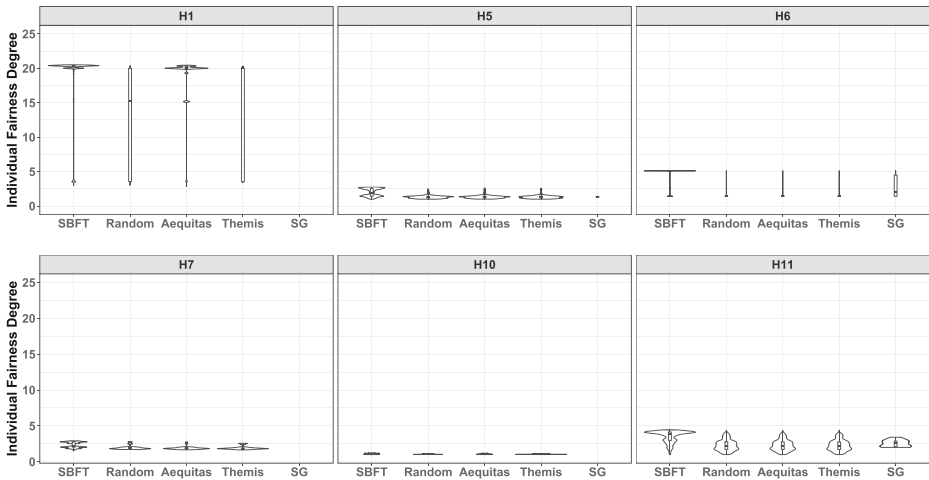 H1 H5 H6
Individual Fairness Degree
25
20
15
10
5
0
SBFT Random Aequitas Themis SG SBFT Random Aequitas Themis SG SBFT Random Aequitas Themis SG
H7 H10 H11
Individual Fairness Degree
25
20
15
10
5
0
SBFT Random Aequitas Themis SG SBFT Random Aequitas Themis SG SBFT Random Aequitas Themis SG